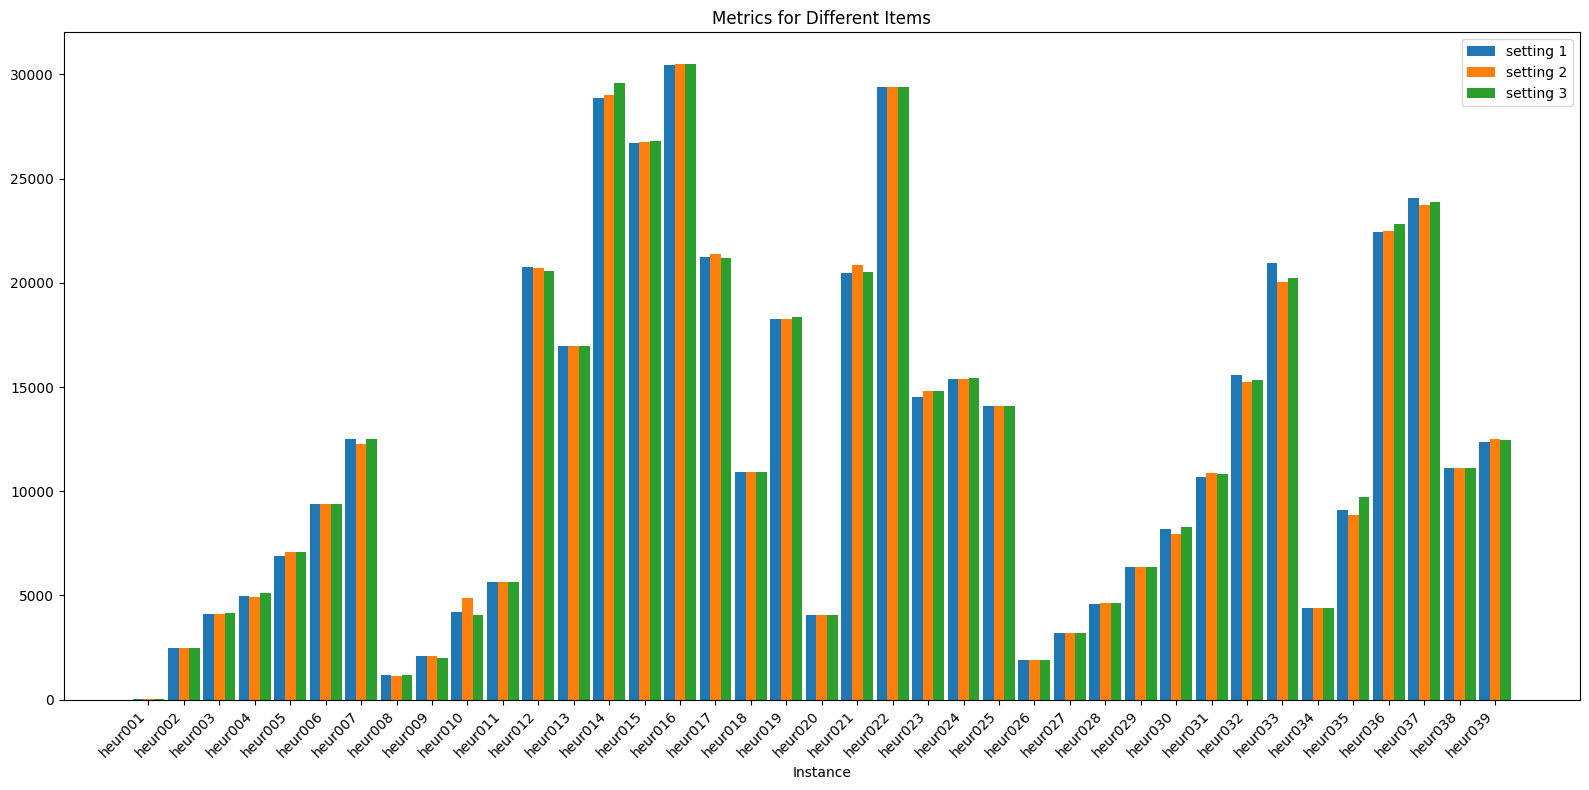 Metrics for Different Items
setting 1
setting 2
setting 3
30000
25000
20000
15000
10000
5000
0
heur001
heur002
heur003
heur004
heur005
heur006
heur007
heur008
heur009
heur010
heur011
heur012
heur013
heur014
heur015
heur016
heur017
heur018
heur019
heur020
heur021
heur022
heur023
heur024
heur025
heur026
heur027
heur028
heur029
heur030
heur031
heur032
heur033
heur034
heur035
heur036
heur037
heur038
heur039
Instance